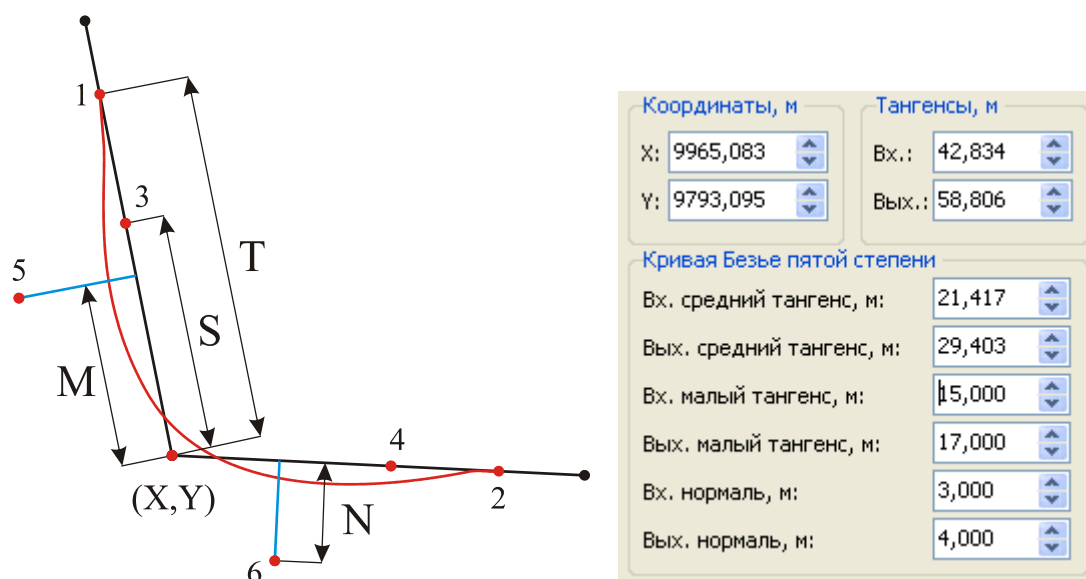 1
3
T
5
S
M
4
(X,Y)
2
N
6
Координаты, м
X: 9965,083
Y: 9793,095
Тангенсы, м
Вх.: 42,834
Вых.: 58,806
Кривая Безье пятой степени
Вх. средний тангенс, м: 21,417
Вых. средний тангенс, м: 29,403
Вх. малый тангенс, м: 15,000
Вых. малый тангенс, м: 17,000
Вх. нормаль, м: 3,000
Вых. нормаль, м: 4,000